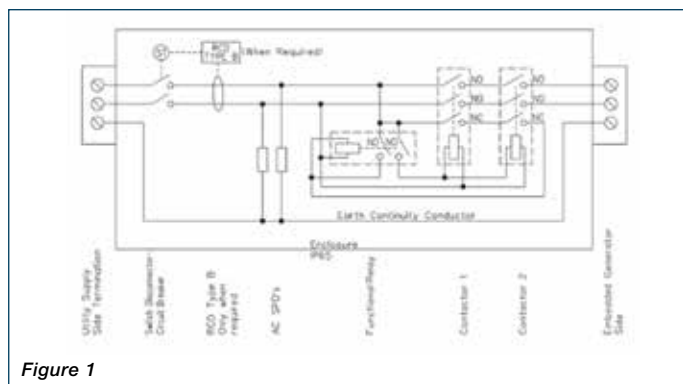 RCD
TYPE B
(When Required)
NO
NO
NO
NO
NC
NC
NO
NO
Earth Continuity Conductor
Enclosure
IP65
Utility Supply
Side Termination
Switch Disconnector
Circuit Breaker
RCD Type B
Only when
required
AC SPD's
Functional Relay
Contactor 1
Contactor 2
Embedded Generator
Side
Figure 1